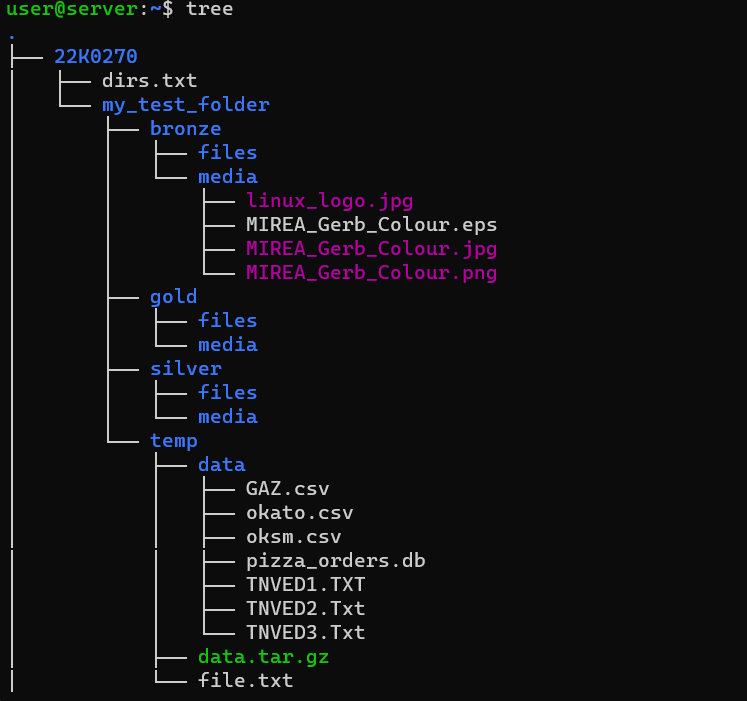 user@server:~$ tree
.
├── 22K0270
│   ├── dirs.txt
│   └── my_test_folder
│       ├── bronze
│       │   ├── files
│       │   └── media
│       │       ├── linux_logo.jpg
│       │       ├── MIREA_Gerb_Colour.eps
│       │       ├── MIREA_Gerb_Colour.jpg
│       │       └── MIREA_Gerb_Colour.png
│       ├── gold
│       │   ├── files
│       │   └── media
│       ├── silver
│       │   ├── files
│       │   └── media
│       └── temp
│           ├── data
│           │   ├── GAZ.csv
│           │   ├── okato.csv
│           │   ├── oksm.csv
│           │   ├── pizza_orders.db
│           │   ├── TNVED1.TXT
│           │   ├── TNVED2.Txt
│           │   └── TNVED3.Txt
│           ├── data.tar.gz
│           └── file.txt